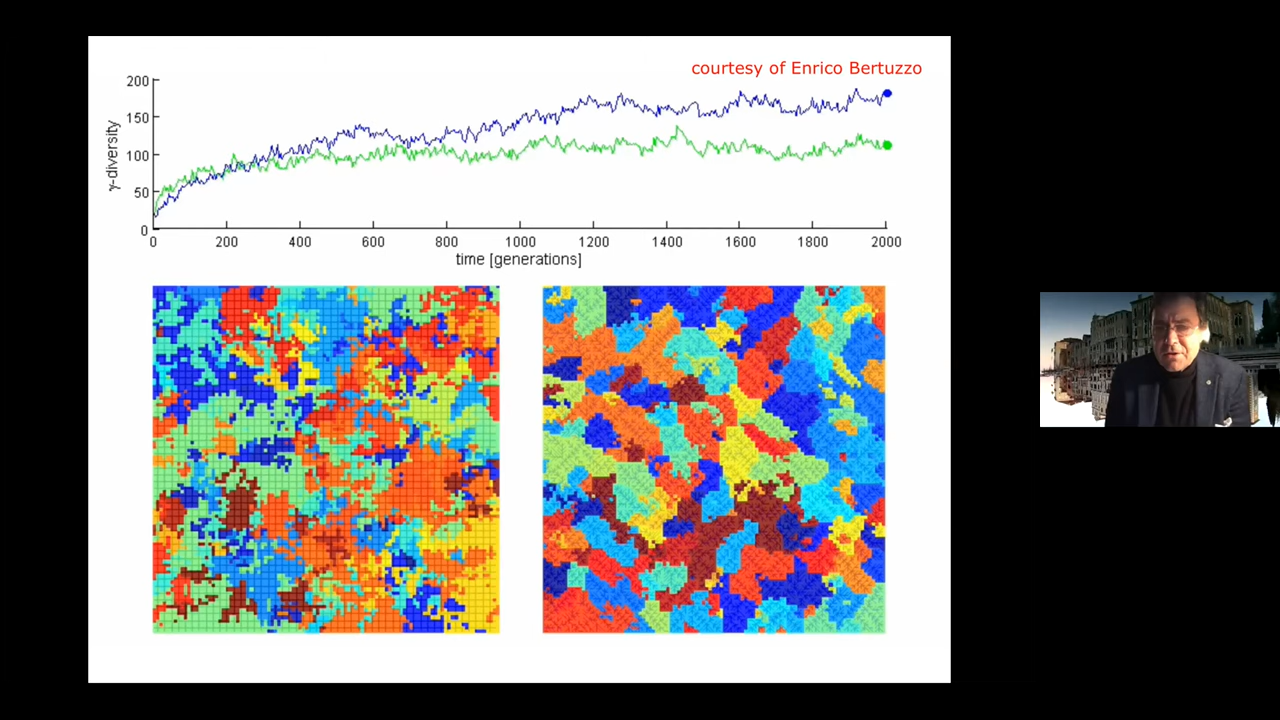 courtesy of Enrico Bertuzzo
200
150
100
50
0
γ-diversity
0 200 400 600 800 1000 1200 1400 1600 1800 2000
time [generations]